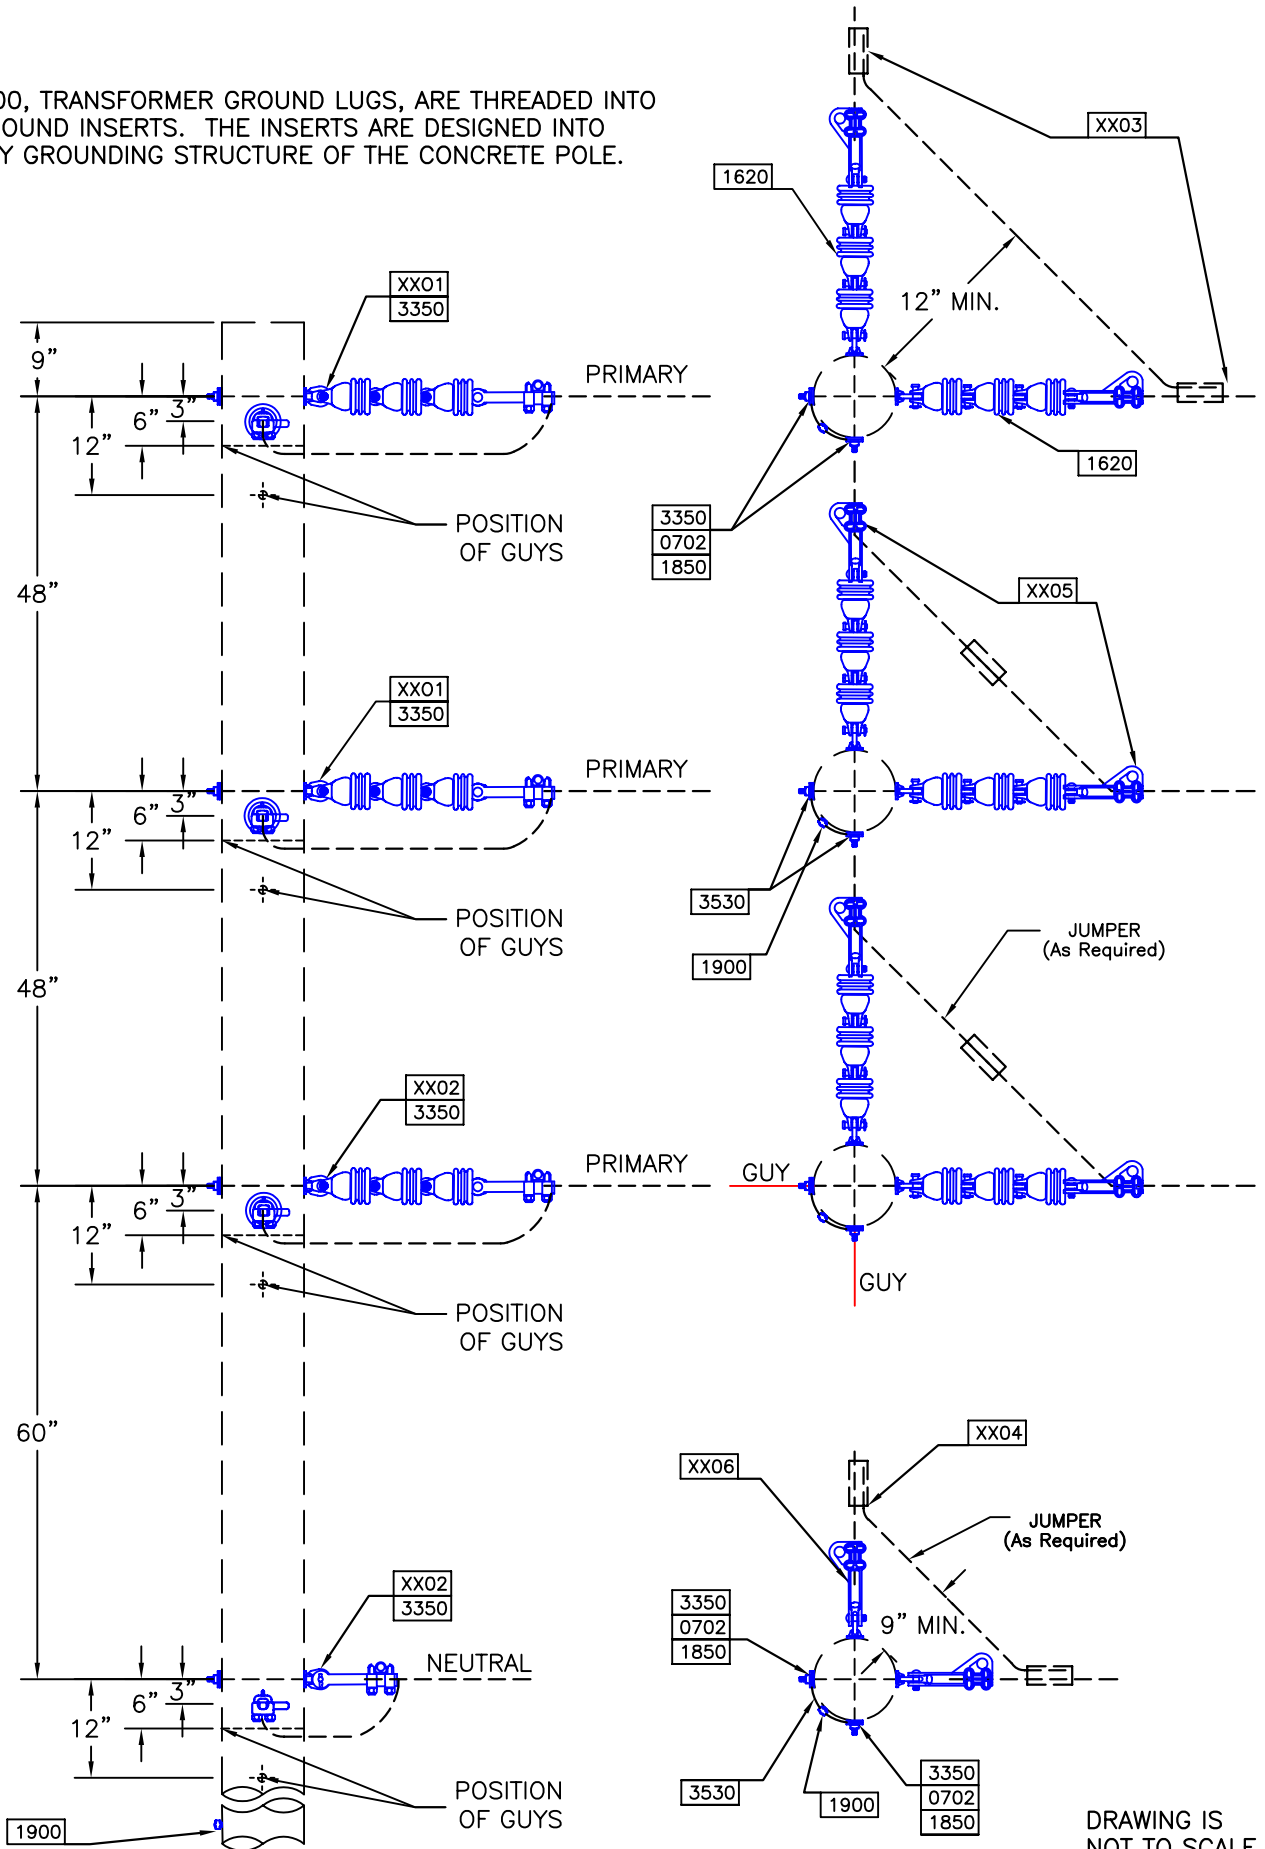 00, TRANSFORMER GROUND LUGS, ARE THREADED INTO
OUND INSERTS. THE INSERTS ARE DESIGNED INTO
Y GROUNDING STRUCTURE OF THE CONCRETE POLE.
XX03
1620
12" MIN.
1620
3350
0702
1850
XX01
3350
9"
PRIMARY
6"
3"
12"
POSITION
OF GUYS
48"
XX05
XX01
3350
PRIMARY
6"
3"
12"
POSITION
OF GUYS
3530
1900
JUMPER
(As Required)
48"
XX02
3350
PRIMARY
6"
3"
12"
POSITION
OF GUYS
GUY
GUY
60"
XX04
XX06
JUMPER
(As Required)
3350
0702
1850
9" MIN.
XX02
3350
NEUTRAL
6"
3"
12"
POSITION
OF GUYS
1900
3530
1900
3350
0702
1850
DRAWING IS
NOT TO SCALE